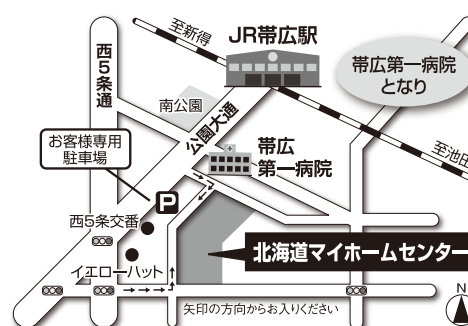 至新得
JR帯広駅
西5条通
帯広第一病院
となり
南公園
公園大通
お客様専用
駐車場
帯広
第一病院
至池田
P
西5条交番
北海道マイホームセンター
イエローハット
矢印の方向からお入りください
N